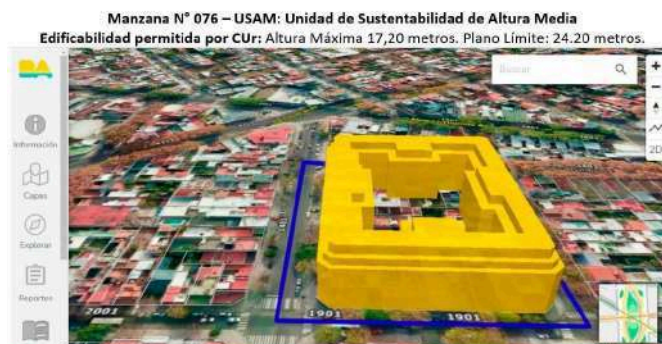 Manzana N° 076 – USAM: Unidad de Sustentabilidad de Altura Media
Edificabilidad permitida por CUr: Altura Máxima 17,20 metros. Plano Límite: 24.20 metros.
BA
Buscar
Información
Capas
Explorar
Reportes
2D
2001
1901
1901